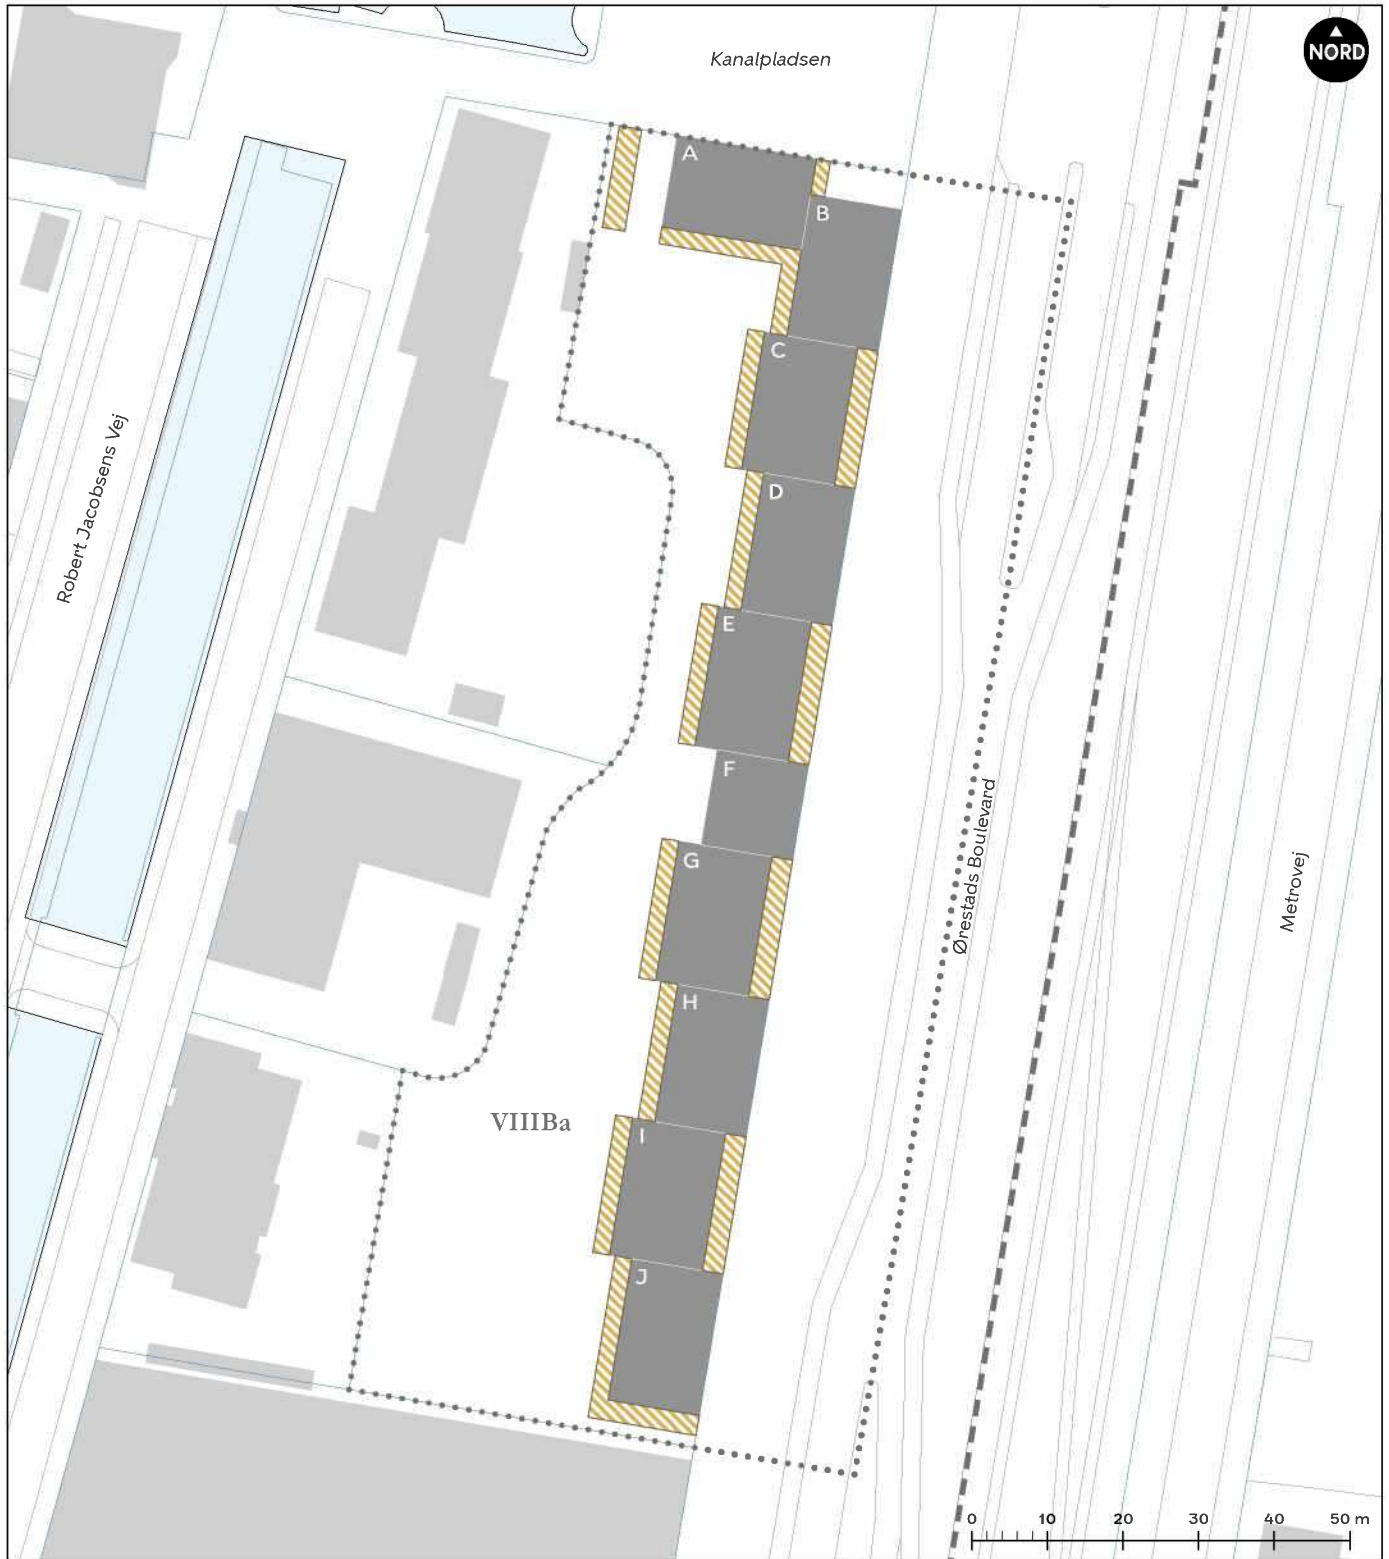 Kanalpladsen
NORD
A
B
C
D
E
F
G
H
I
J
Robert Jacobsens Vej
Ørestads Boulevard
Metrovej
VIIIBa
0 10 20 30 40 50 m